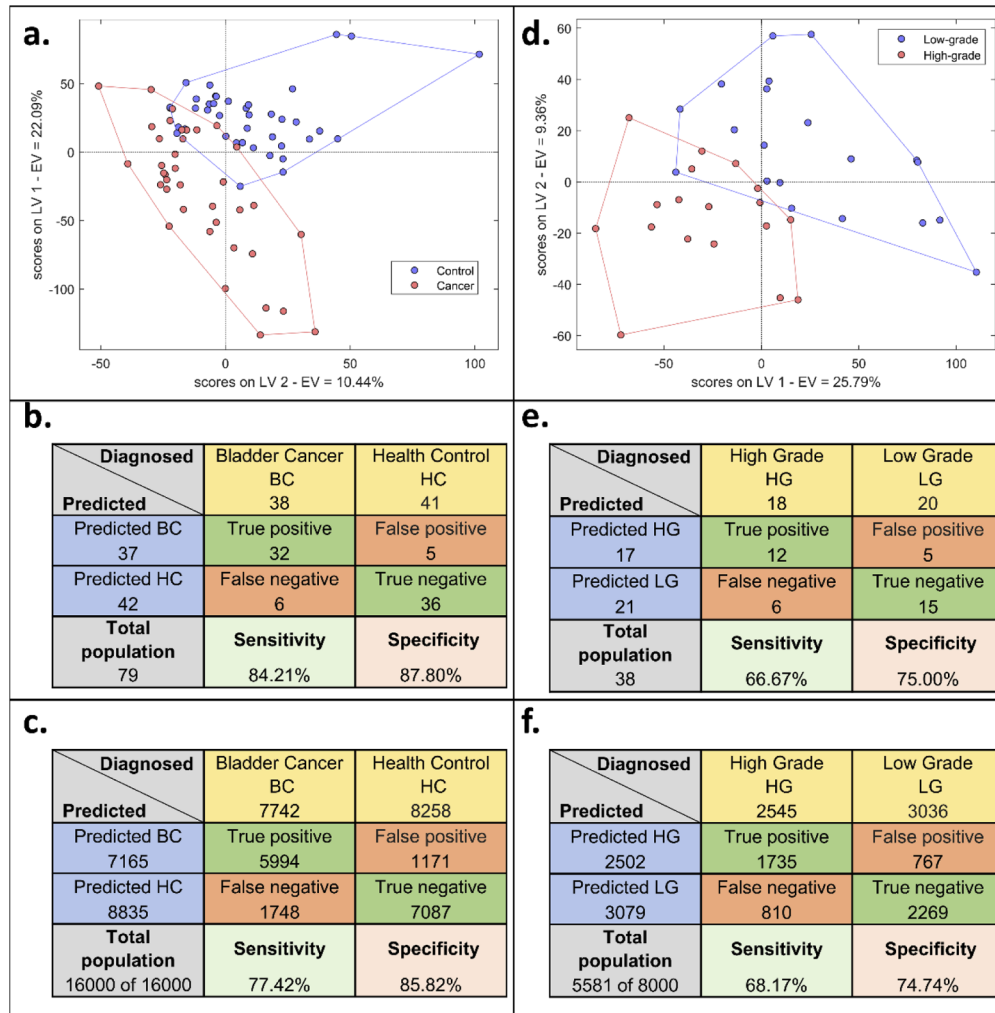 a.
scores on LV 1 - EV = 22.09%
50
0
-50
-100
-50
0
50
100
scores on LV 2 - EV = 10.44%
Control
Cancer
d.
scores on LV 2 - EV = 9.36%
60
40
20
0
-20
-40
-60
-50
0
50
100
scores on LV 1 - EV = 25.79%
Low-grade
High-grade
b.
Diagnosed
Predicted
Bladder Cancer
BC
38
Health Control
HC
41
Predicted BC
37
True positive
32
False positive
5
Predicted HC
42
False negative
6
True negative
36
Total
population
79
Sensitivity
84.21%
Specificity
87.80%
e.
Diagnosed
Predicted
High Grade
HG
18
Low Grade
LG
20
Predicted HG
17
True positive
12
False positive
5
Predicted LG
21
False negative
6
True negative
15
Total
population
38
Sensitivity
66.67%
Specificity
75.00%
c.
Diagnosed
Predicted
Bladder Cancer
BC
7742
Health Control
HC
8258
Predicted BC
7165
True positive
5994
False positive
1171
Predicted HC
8835
False negative
1748
True negative
7087
Total
population
16000 of 16000
Sensitivity
77.42%
Specificity
85.82%
f.
Diagnosed
Predicted
High Grade
HG
2545
Low Grade
LG
3036
Predicted HG
2502
True positive
1735
False positive
767
Predicted LG
3079
False negative
810
True negative
2269
Total
population
5581 of 8000
Sensitivity
68.17%
Specificity
74.74%